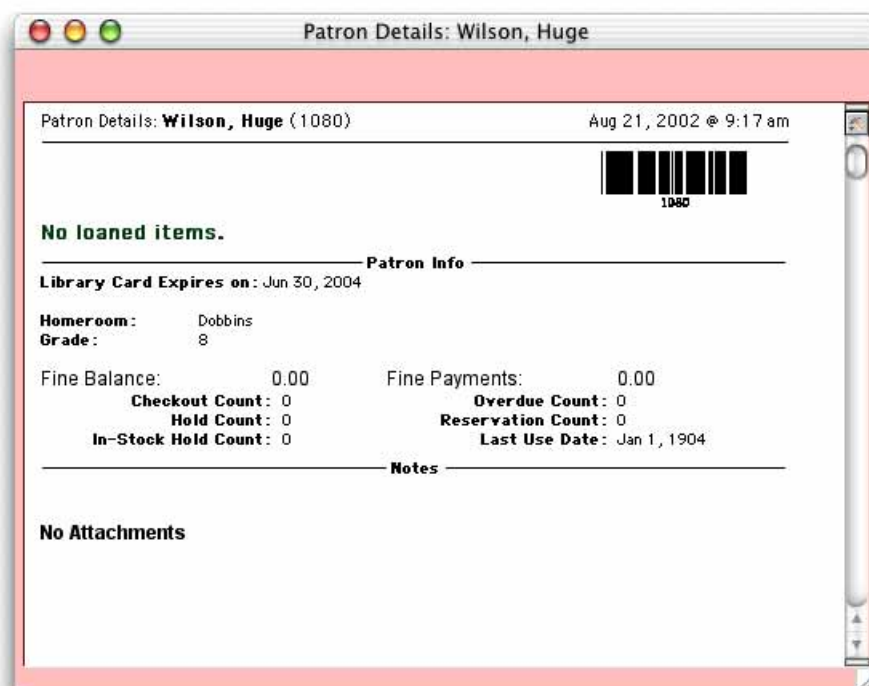 Patron Details: Wilson, Huge
Patron Details: Wilson, Huge (1080) Aug 21, 2002 @ 9:17 am
1080
No loaned items.
Patron Info
Library Card Expires on: Jun 30, 2004
Homeroom: Dobbins
Grade: 8
Fine Balance: 0.00 Fine Payments: 0.00
Checkout Count: 0 Overdue Count: 0
Hold Count: 0 Reservation Count: 0
In-Stock Hold Count: 0 Last Use Date: Jan 1, 1904
Notes
No Attachments